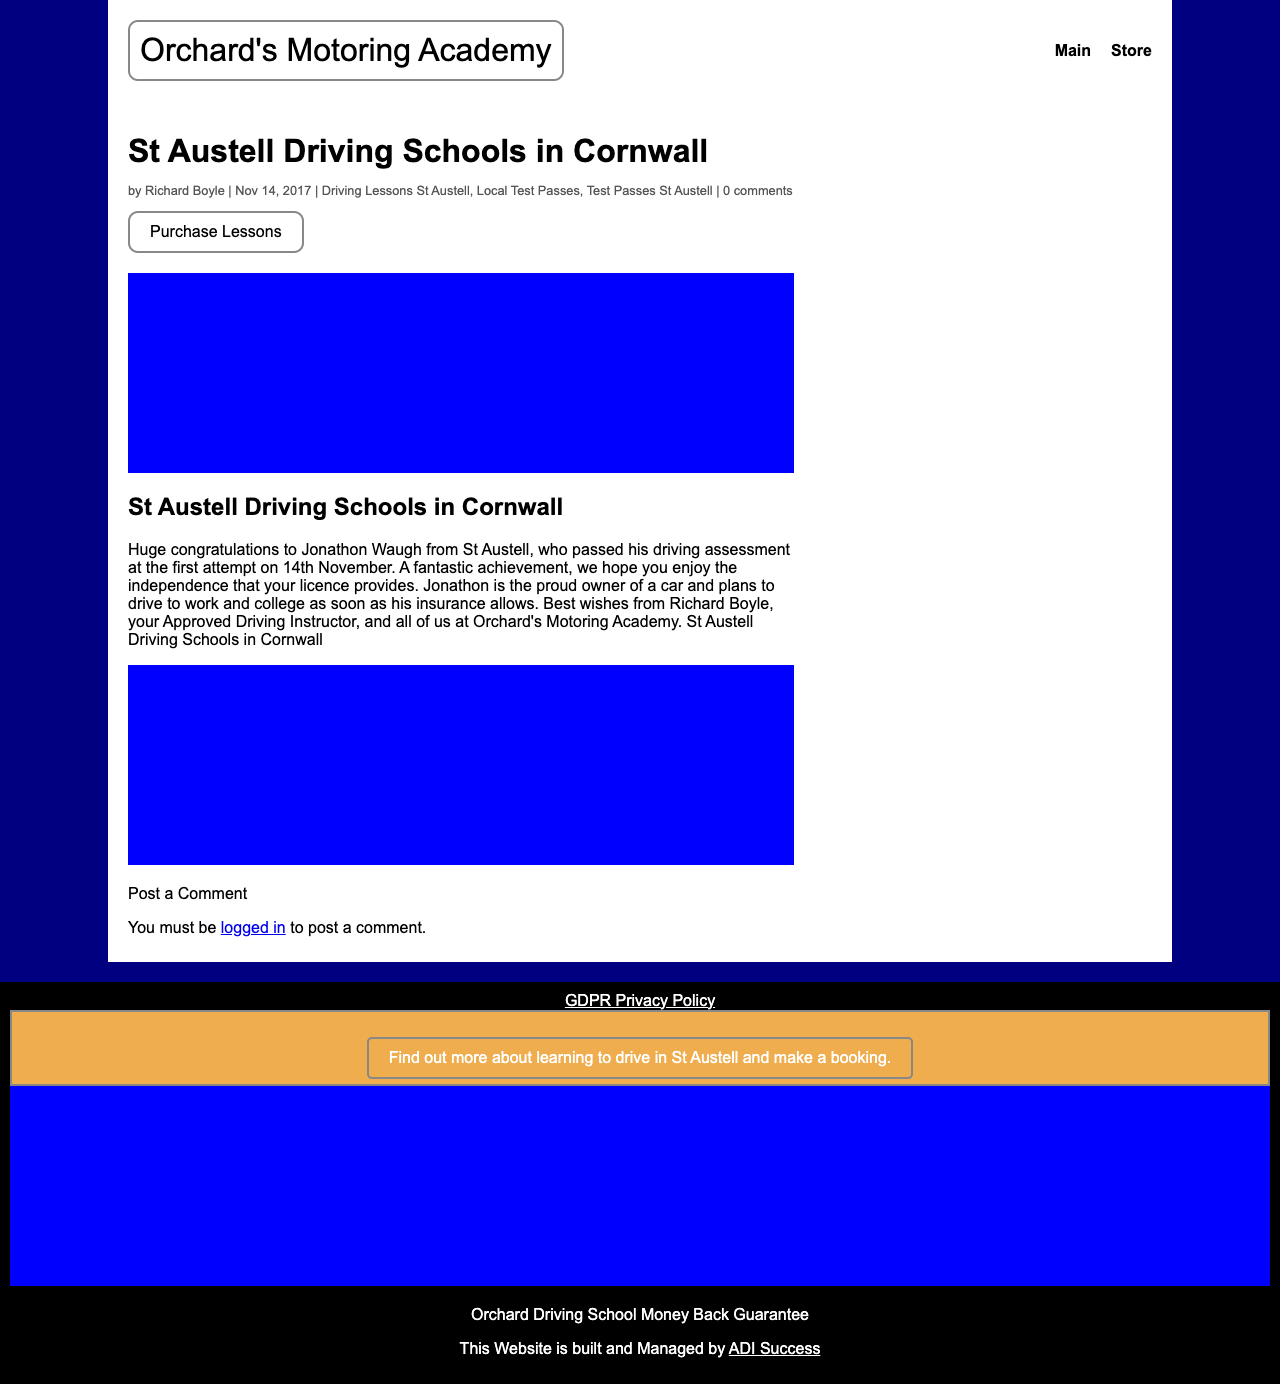 Orchard's Motoring Academy
Main Store
St Austell Driving Schools in Cornwall
by Richard Boyle | Nov 14, 2017 | Driving Lessons St Austell, Local Test Passes, Test Passes St Austell | 0 comments
Purchase Lessons
St Austell Driving Schools in Cornwall
Huge congratulations to Jonathon Waugh from St Austell, who passed his driving assessment
at the first attempt on 14th November. A fantastic achievement, we hope you enjoy the
independence that your licence provides. Jonathon is the proud owner of a car and plans to
drive to work and college as soon as his insurance allows. Best wishes from Richard Boyle,
your Approved Driving Instructor, and all of us at Orchard's Motoring Academy. St Austell
Driving Schools in Cornwall
Post a Comment
You must be logged in to post a comment.
GDPR Privacy Policy
Find out more about learning to drive in St Austell and make a booking.
Orchard Driving School Money Back Guarantee
This Website is built and Managed by ADI Success